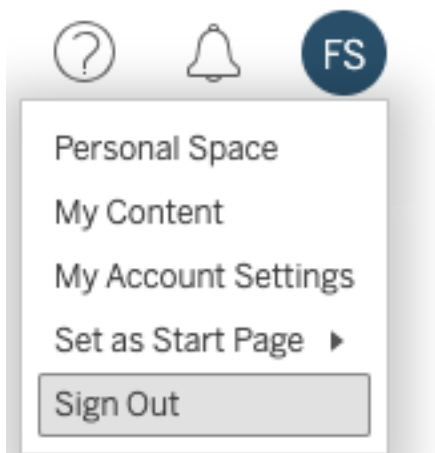 ?
FS
Personal Space
My Content
My Account Settings
Set as Start Page
Sign Out